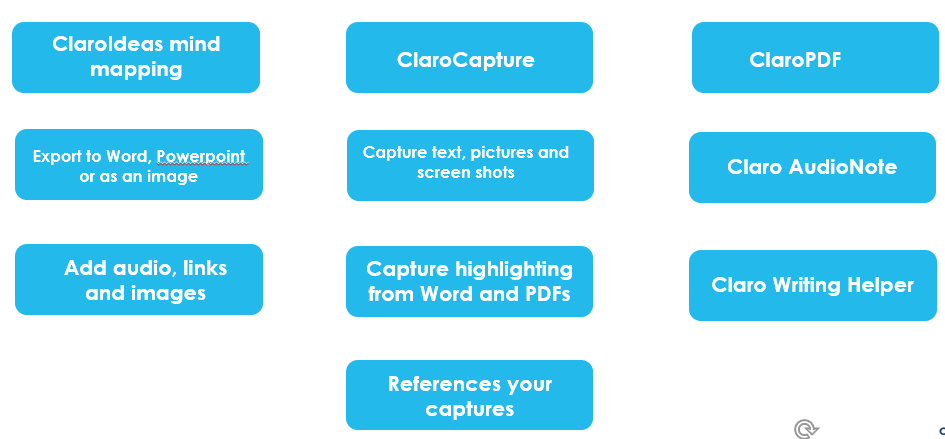 ClaroIdeas mind
mapping
Export to Word, Powerpoint
or as an image
Add audio, links
and images
ClaroCapture
Capture text, pictures and
screen shots
Capture highlighting
from Word and PDFs
References your
captures
ClaroPDF
Claro AudioNote
Claro Writing Helper